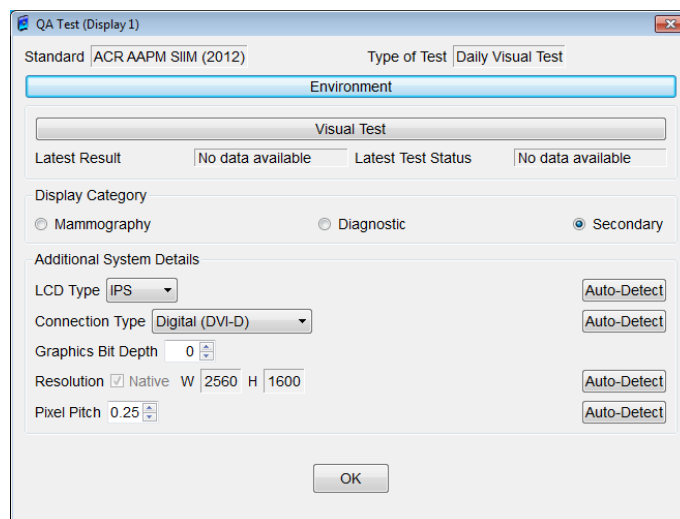 QA Test (Display 1)
Standard ACR AAPM SIIM (2012) Type of Test Daily Visual Test
Environment
Visual Test
Latest Result No data available Latest Test Status No data available
Display Category
Mammography Diagnostic Secondary
Additional System Details
LCD Type IPS Auto-Detect
Connection Type Digital (DVI-D) Auto-Detect
Graphics Bit Depth 0
Resolution Native W 2560 H 1600 Auto-Detect
Pixel Pitch 0.25 Auto-Detect
OK